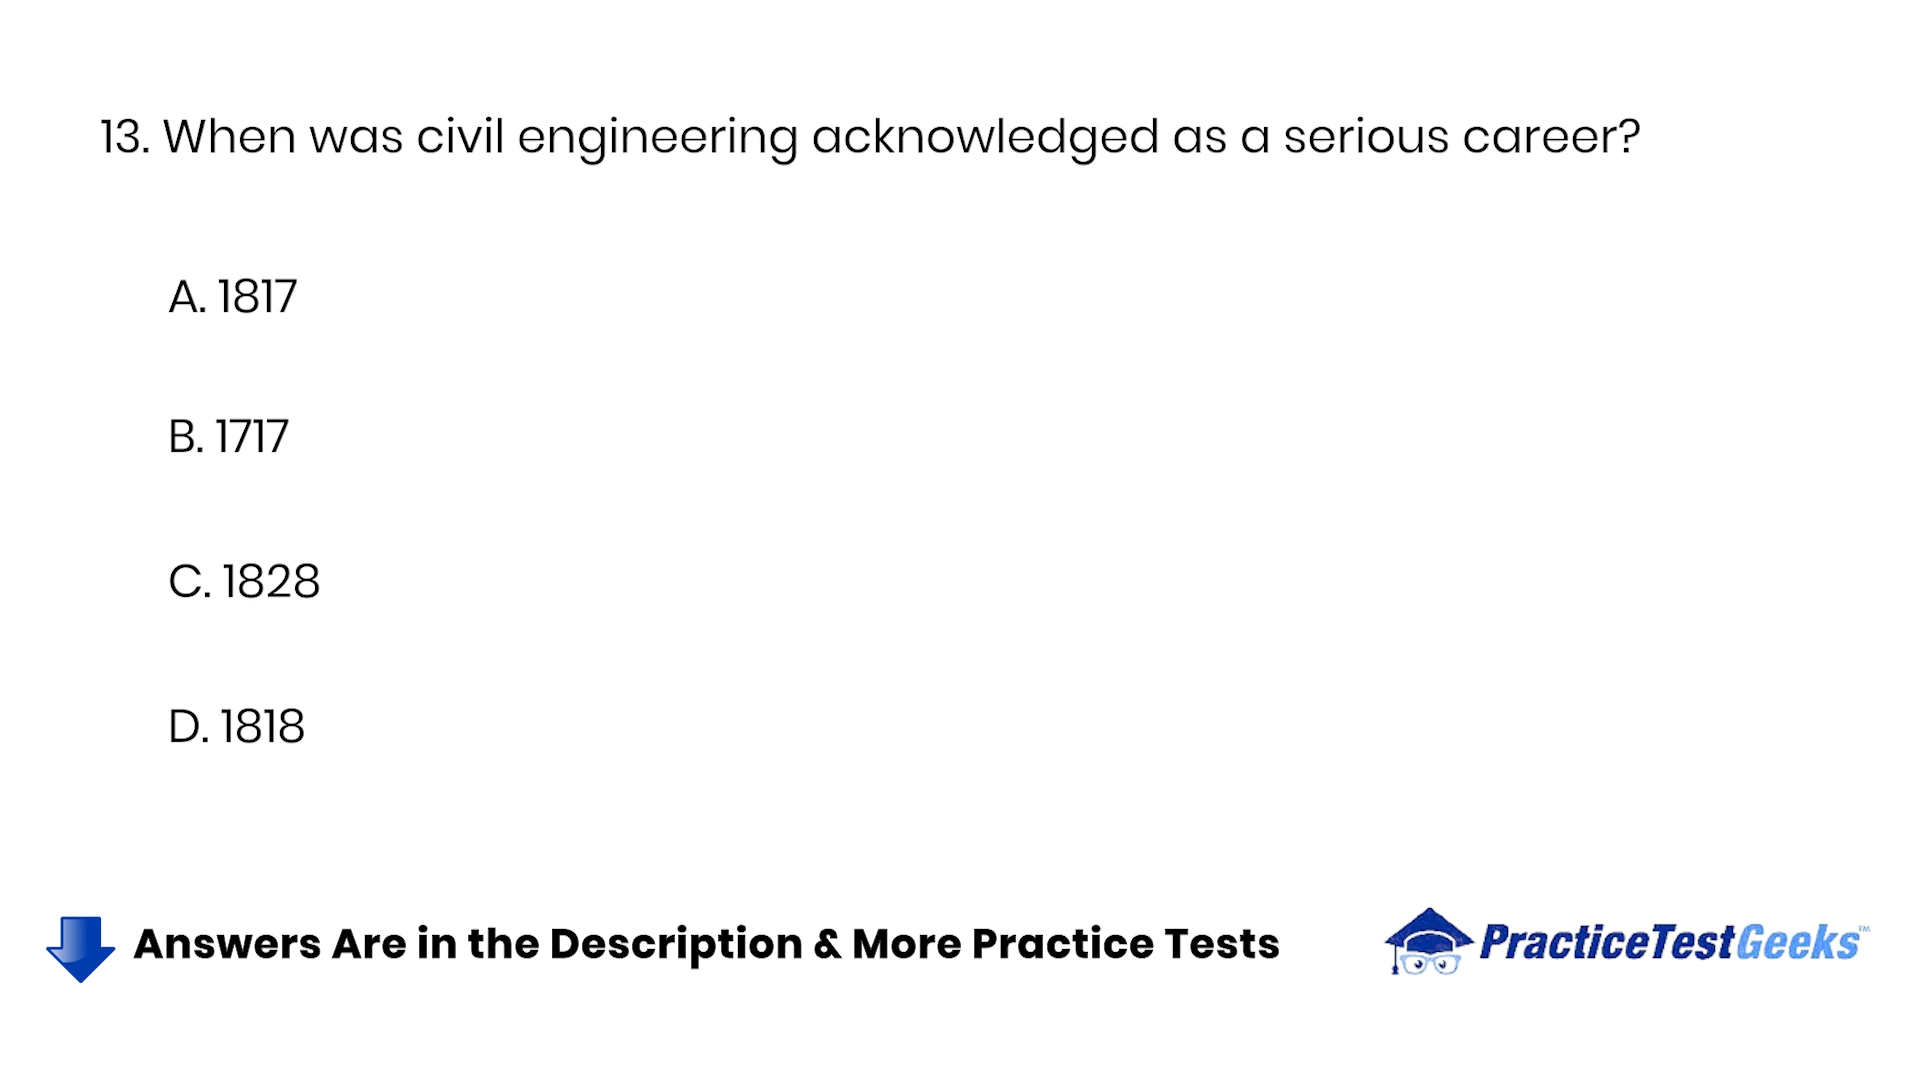 13. When was civil engineering acknowledged as a serious career?
A. 1817
B. 1717
C. 1828
D. 1818
Answers Are in the Description & More Practice Tests
PracticeTestGeeks™